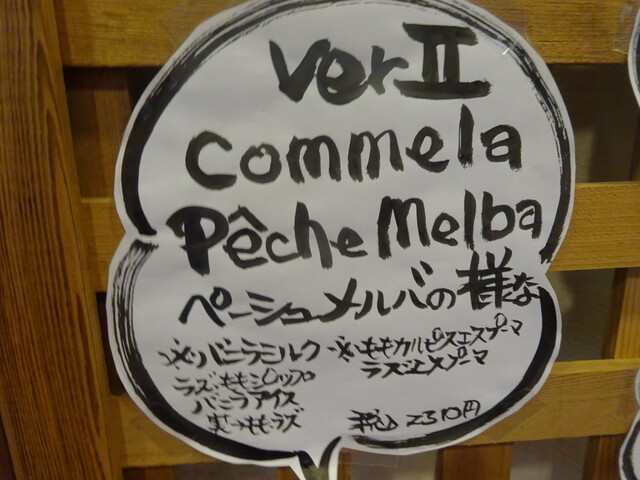 Ver Ⅱ
Commela
Pêche Melba
ペーシュメルバの様な
※バニラミルク
ラズももシロップ
バニラアイス
実→もも・ラズ
※ももカルピスエスプーマ
ラズエスプーマ
税込 2310円